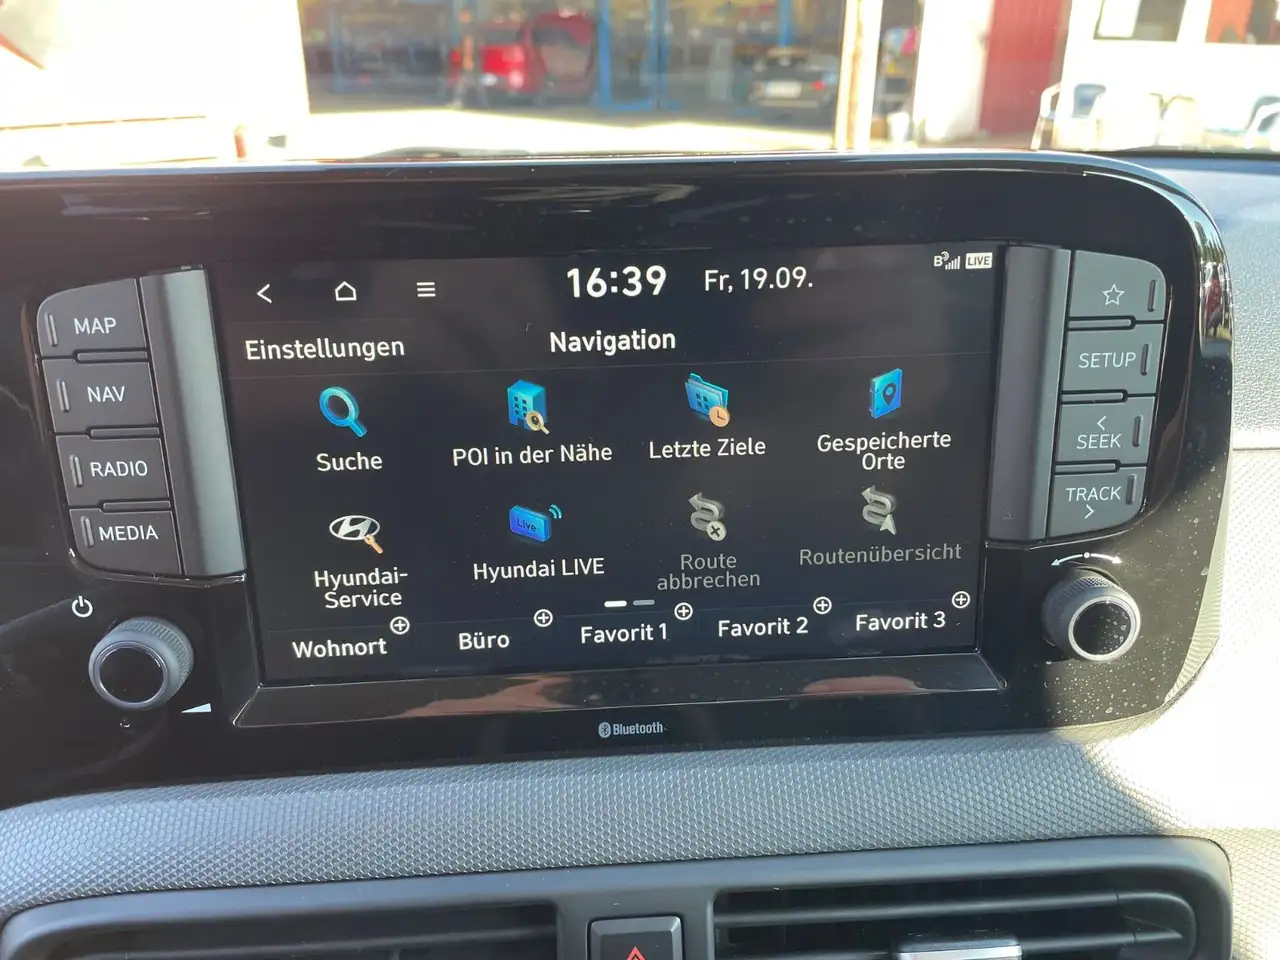 16:39 Fr, 19.09. B LIVE
Einstellungen Navigation
Suche
POI in der Nähe
Letzte Ziele
Gespeicherte
Orte
Hyundai-
Service
Live
Hyundai LIVE
Route
abbrechen
Routenübersicht
Wohnort
Büro
Favorit 1
Favorit 2
Favorit 3
MAP
NAV
RADIO
MEDIA
SETUP
SEEK
TRACK
Bluetooth